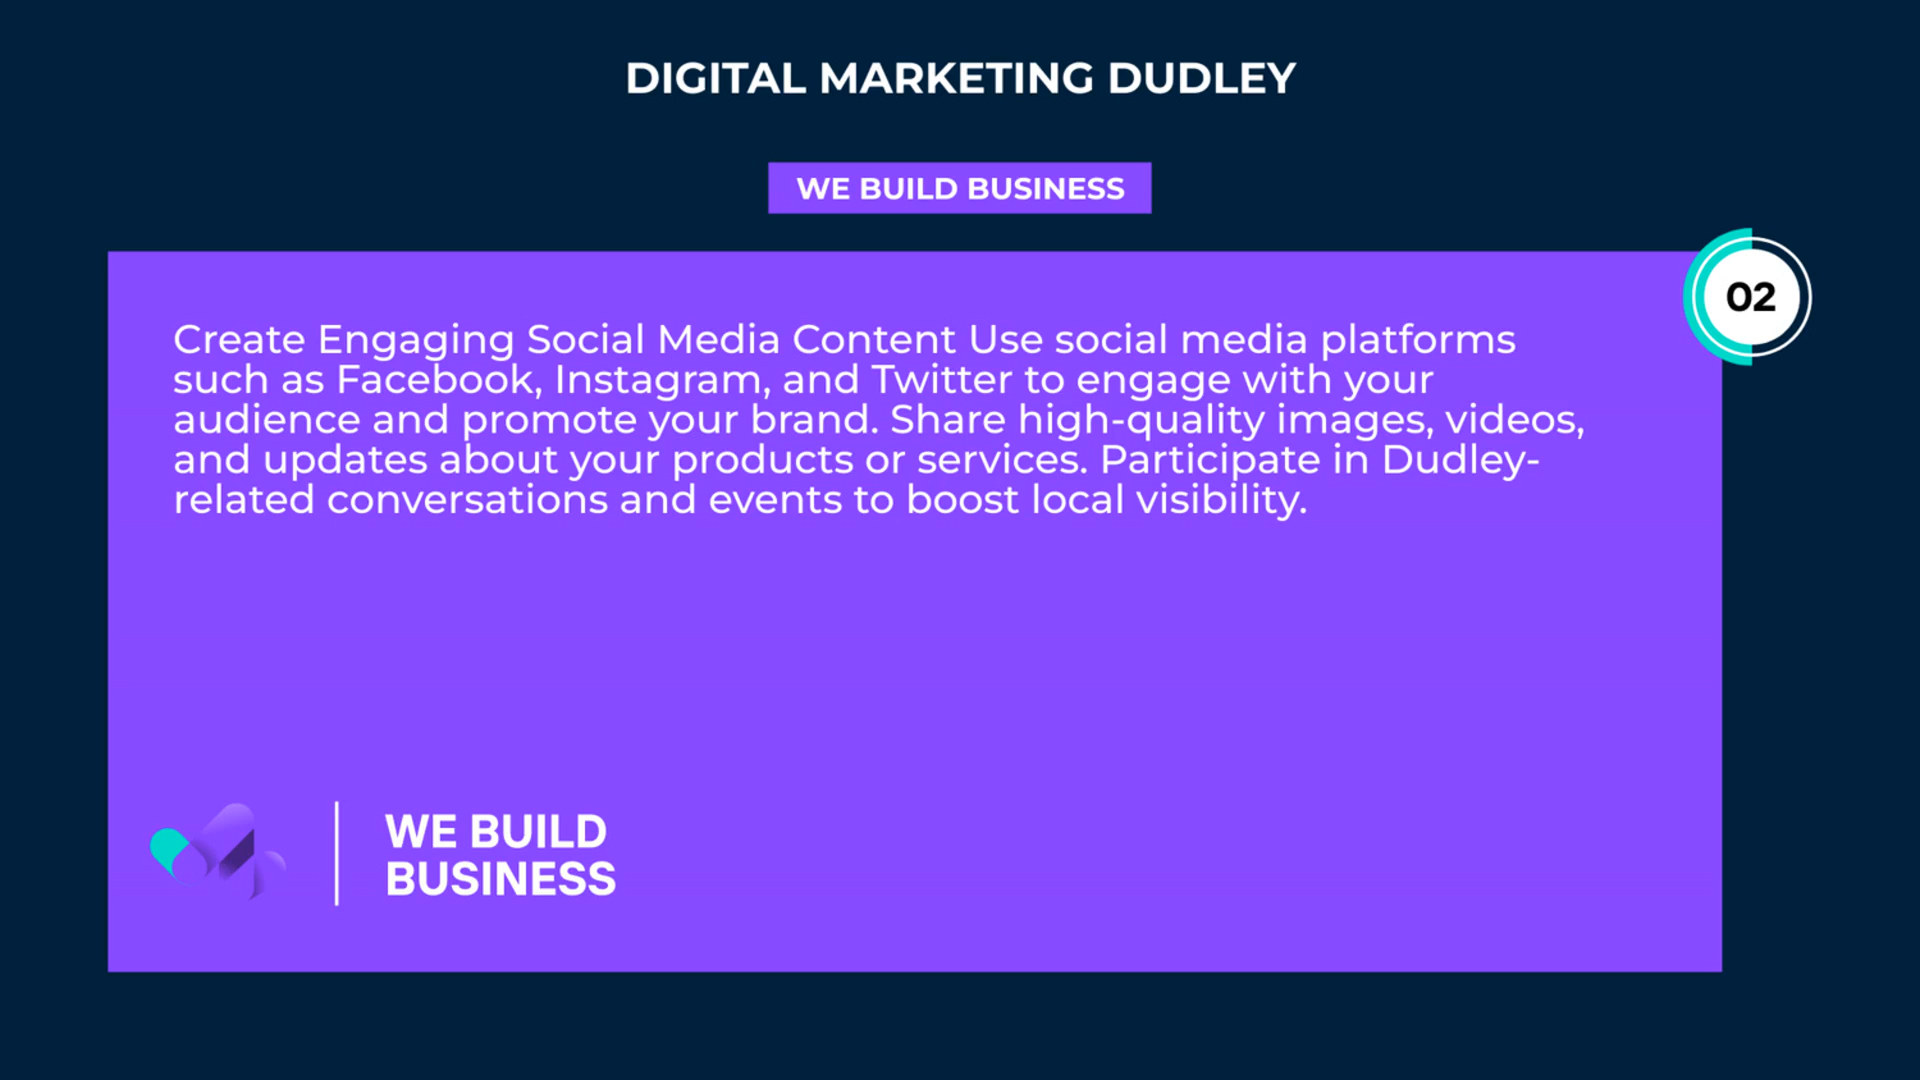 DIGITAL MARKETING DUDLEY
WE BUILD BUSINESS
02
Create Engaging Social Media Content Use social media platforms
such as Facebook, Instagram, and Twitter to engage with your
audience and promote your brand. Share high-quality images, videos,
and updates about your products or services. Participate in Dudley-
related conversations and events to boost local visibility.
WE BUILD
BUSINESS